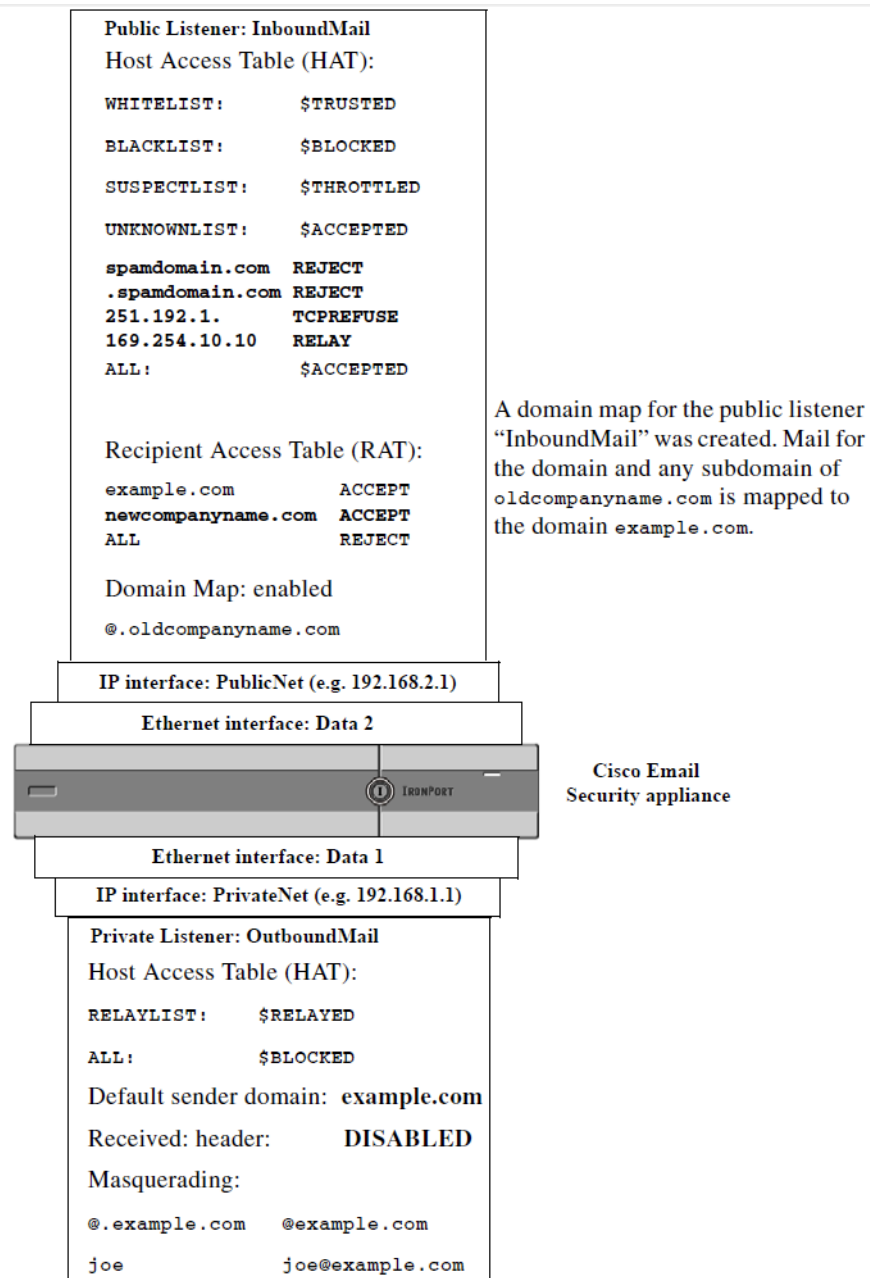 Public Listener: InboundMail
Host Access Table (HAT):
WHITELIST: $TRUSTED
BLACKLIST: $BLOCKED
SUSPECTLIST: $THROTTLED
UNKNOWNLIST: $ACCEPTED
spamdomain.com REJECT
.spamdomain.com REJECT
251.192.1. TCPREFUSE
169.254.10.10 RELAY
ALL: $ACCEPTED
Recipient Access Table (RAT):
example.com ACCEPT
newcompanyname.com ACCEPT
ALL REJECT
Domain Map: enabled
@.oldcompanyname.com
A domain map for the public listener
“InboundMail” was created. Mail for
the domain and any subdomain of
oldcompanyname.com is mapped to
the domain example.com.
IP interface: PublicNet (e.g. 192.168.2.1)
Ethernet interface: Data 2
IRONPORT
Cisco Email
Security appliance
Ethernet interface: Data 1
IP interface: PrivateNet (e.g. 192.168.1.1)
Private Listener: OutboundMail
Host Access Table (HAT):
RELAYLIST: $RELAYED
ALL: $BLOCKED
Default sender domain: example.com
Received: header: DISABLED
Masquerading:
@.example.com @example.com
joe joe@example.com